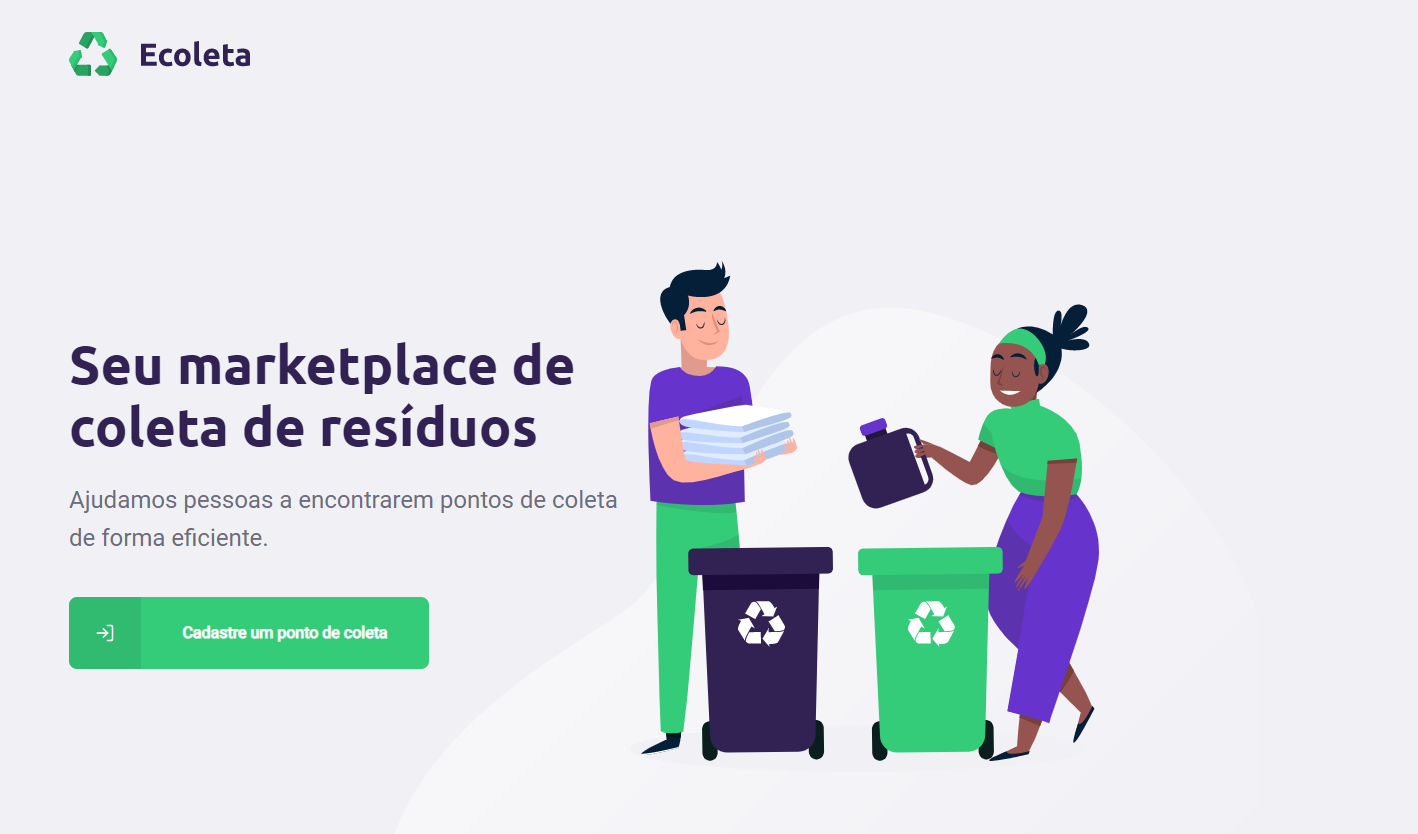 Ecoleta
Seu marketplace de
coleta de resíduos
Ajudamos pessoas a encontrarem pontos de coleta
de forma eficiente.
Cadastre um ponto de coleta